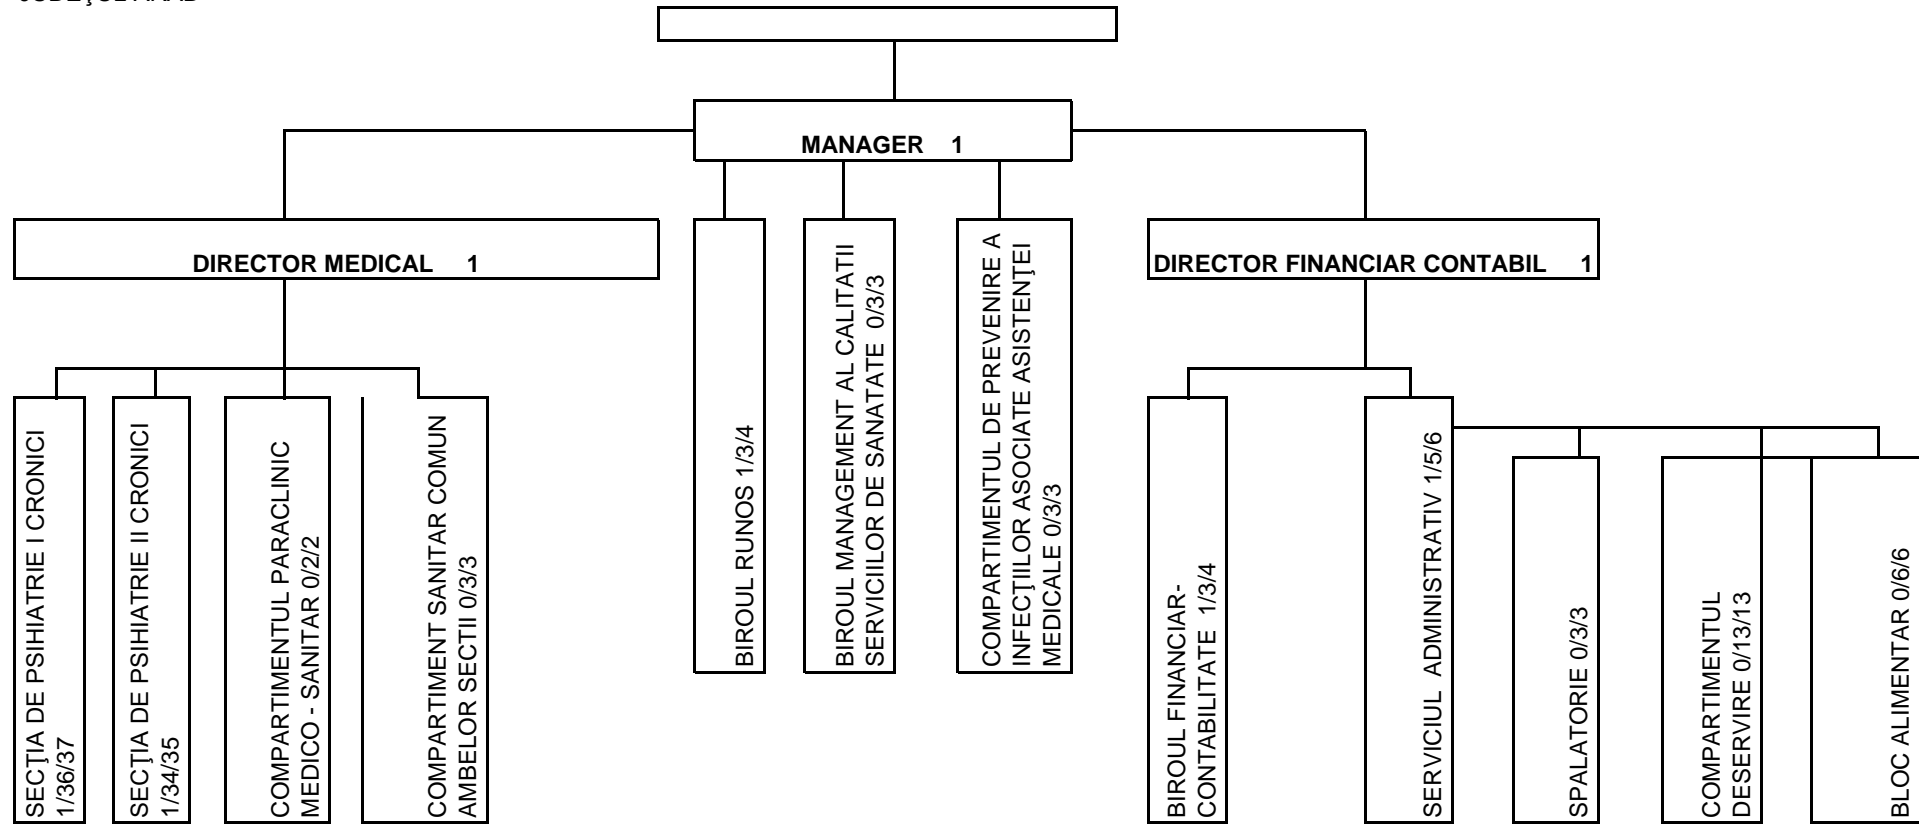 JUDEŢUL ARAD
MANAGER 1
DIRECTOR MEDICAL 1
DIRECTOR FINANCIAR CONTABIL 1
SECŢIA DE PSIHIATRIE I CRONICI
1/36/37
SECŢIA DE PSIHIATRIE II CRONICI
1/34/35
COMPARTIMENTUL PARACLINIC
MEDICO - SANITAR 0/2/2
COMPARTIMENT SANITAR COMUN
AMBELOR SECTII 0/3/3
BIROUL RUNOS 1/3/4
BIROUL MANAGEMENT AL CALITATII
SERVICIILOR DE SANATATE 0/3/3
COMPARTIMENTUL DE PREVENIRE A
INFECŢIILOR ASOCIATE ASISTENŢEI
MEDICALE 0/3/3
BIROUL FINANCIAR-
CONTABILITATE 1/3/4
SERVICIUL ADMINISTRATIV 1/5/6
SPALATORIE 0/3/3
COMPARTIMENTUL
DESERVIRE 0/13/13
BLOC ALIMENTAR 0/6/6